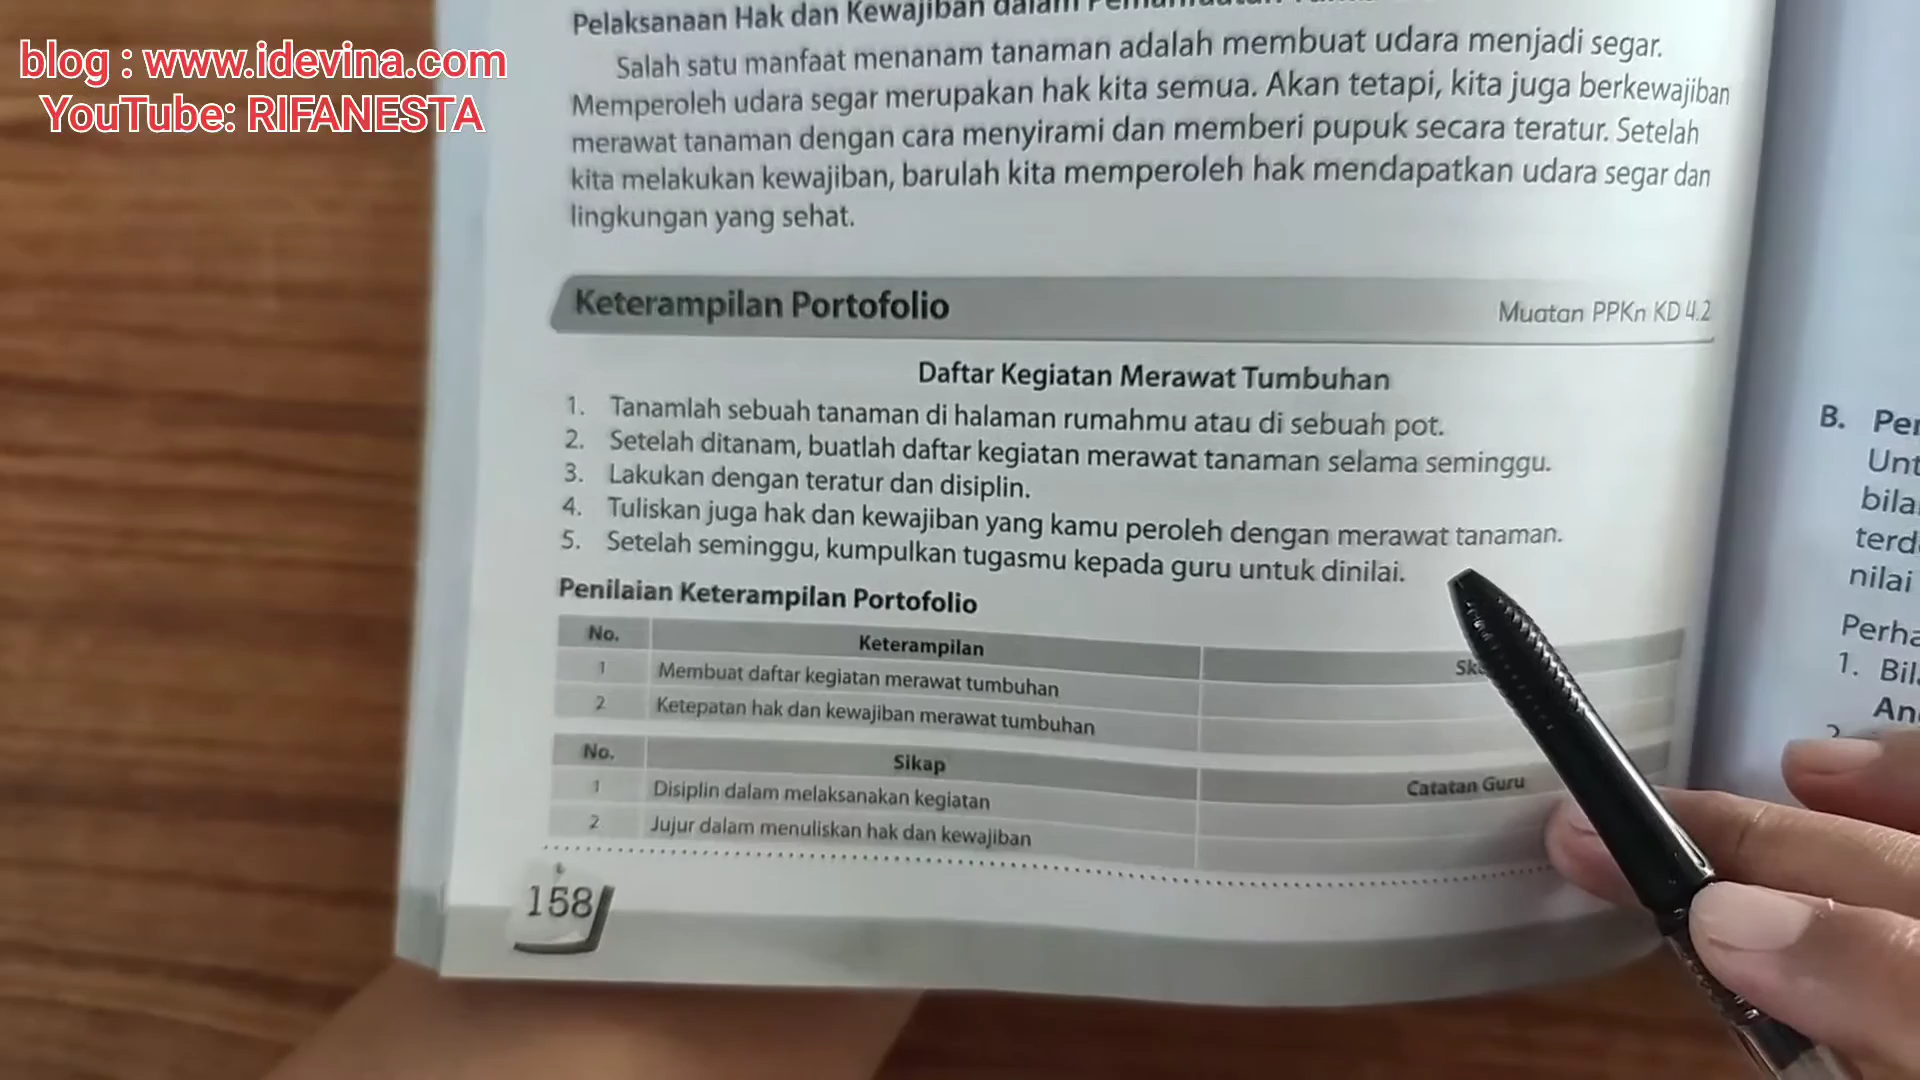 blog : www.idevina.com
YouTube: RIFANESTA
Pelaksanaan Hak dan Kewajiban dalam
Salah satu manfaat menanam tanaman adalah membuat udara menjadi segar.
Memperoleh udara segar merupakan hak kita semua. Akan tetapi, kita juga berkewajiban
merawat tanaman dengan cara menyirami dan memberi pupuk secara teratur. Setelah
kita melakukan kewajiban, barulah kita memperoleh hak mendapatkan udara segar dan
lingkungan yang sehat.
Keterampilan Portofolio
Muatan PPKn KD 4.2
Daftar Kegiatan Merawat Tumbuhan
1. Tanamlah sebuah tanaman di halaman rumahmu atau di sebuah pot.
2. Setelah ditanam, buatlah daftar kegiatan merawat tanaman selama seminggu.
3. Lakukan dengan teratur dan disiplin.
4. Tuliskan juga hak dan kewajiban yang kamu peroleh dengan merawat tanaman.
5. Setelah seminggu, kumpulkan tugasmu kepada guru untuk dinilai.
Penilaian Keterampilan Portofolio
No. Keterampilan
1 Membuat daftar kegiatan merawat tumbuhan
2 Ketepatan hak dan kewajiban merawat tumbuhan
No. Sikap Catatan Guru
1 Disiplin dalam melaksanakan kegiatan
2 Jujur dalam menuliskan hak dan kewajiban
158
B. Per
Unt
bila
terd
nilai
Perha
1. Bil
An